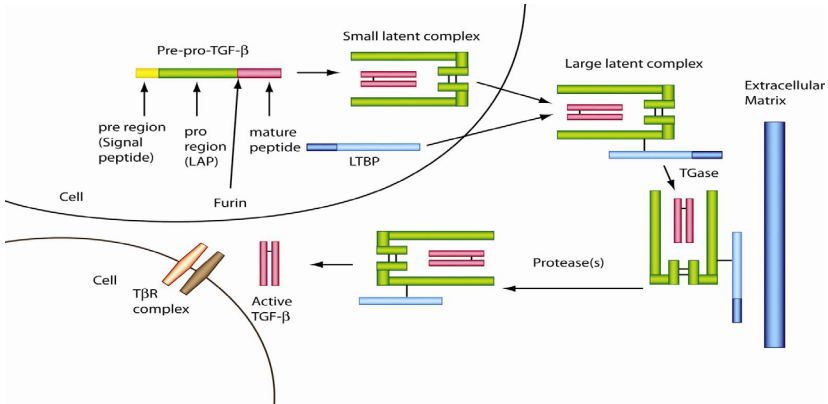 Pre-pro-TGF-β
Small latent complex
Large latent complex
Extracellular
Matrix
pre region
(Signal
peptide)
pro
region
(LAP)
mature
peptide
LTBP
Furin
Cell
TGase
Protease(s)
Cell
TβR
complex
Active
TGF-β